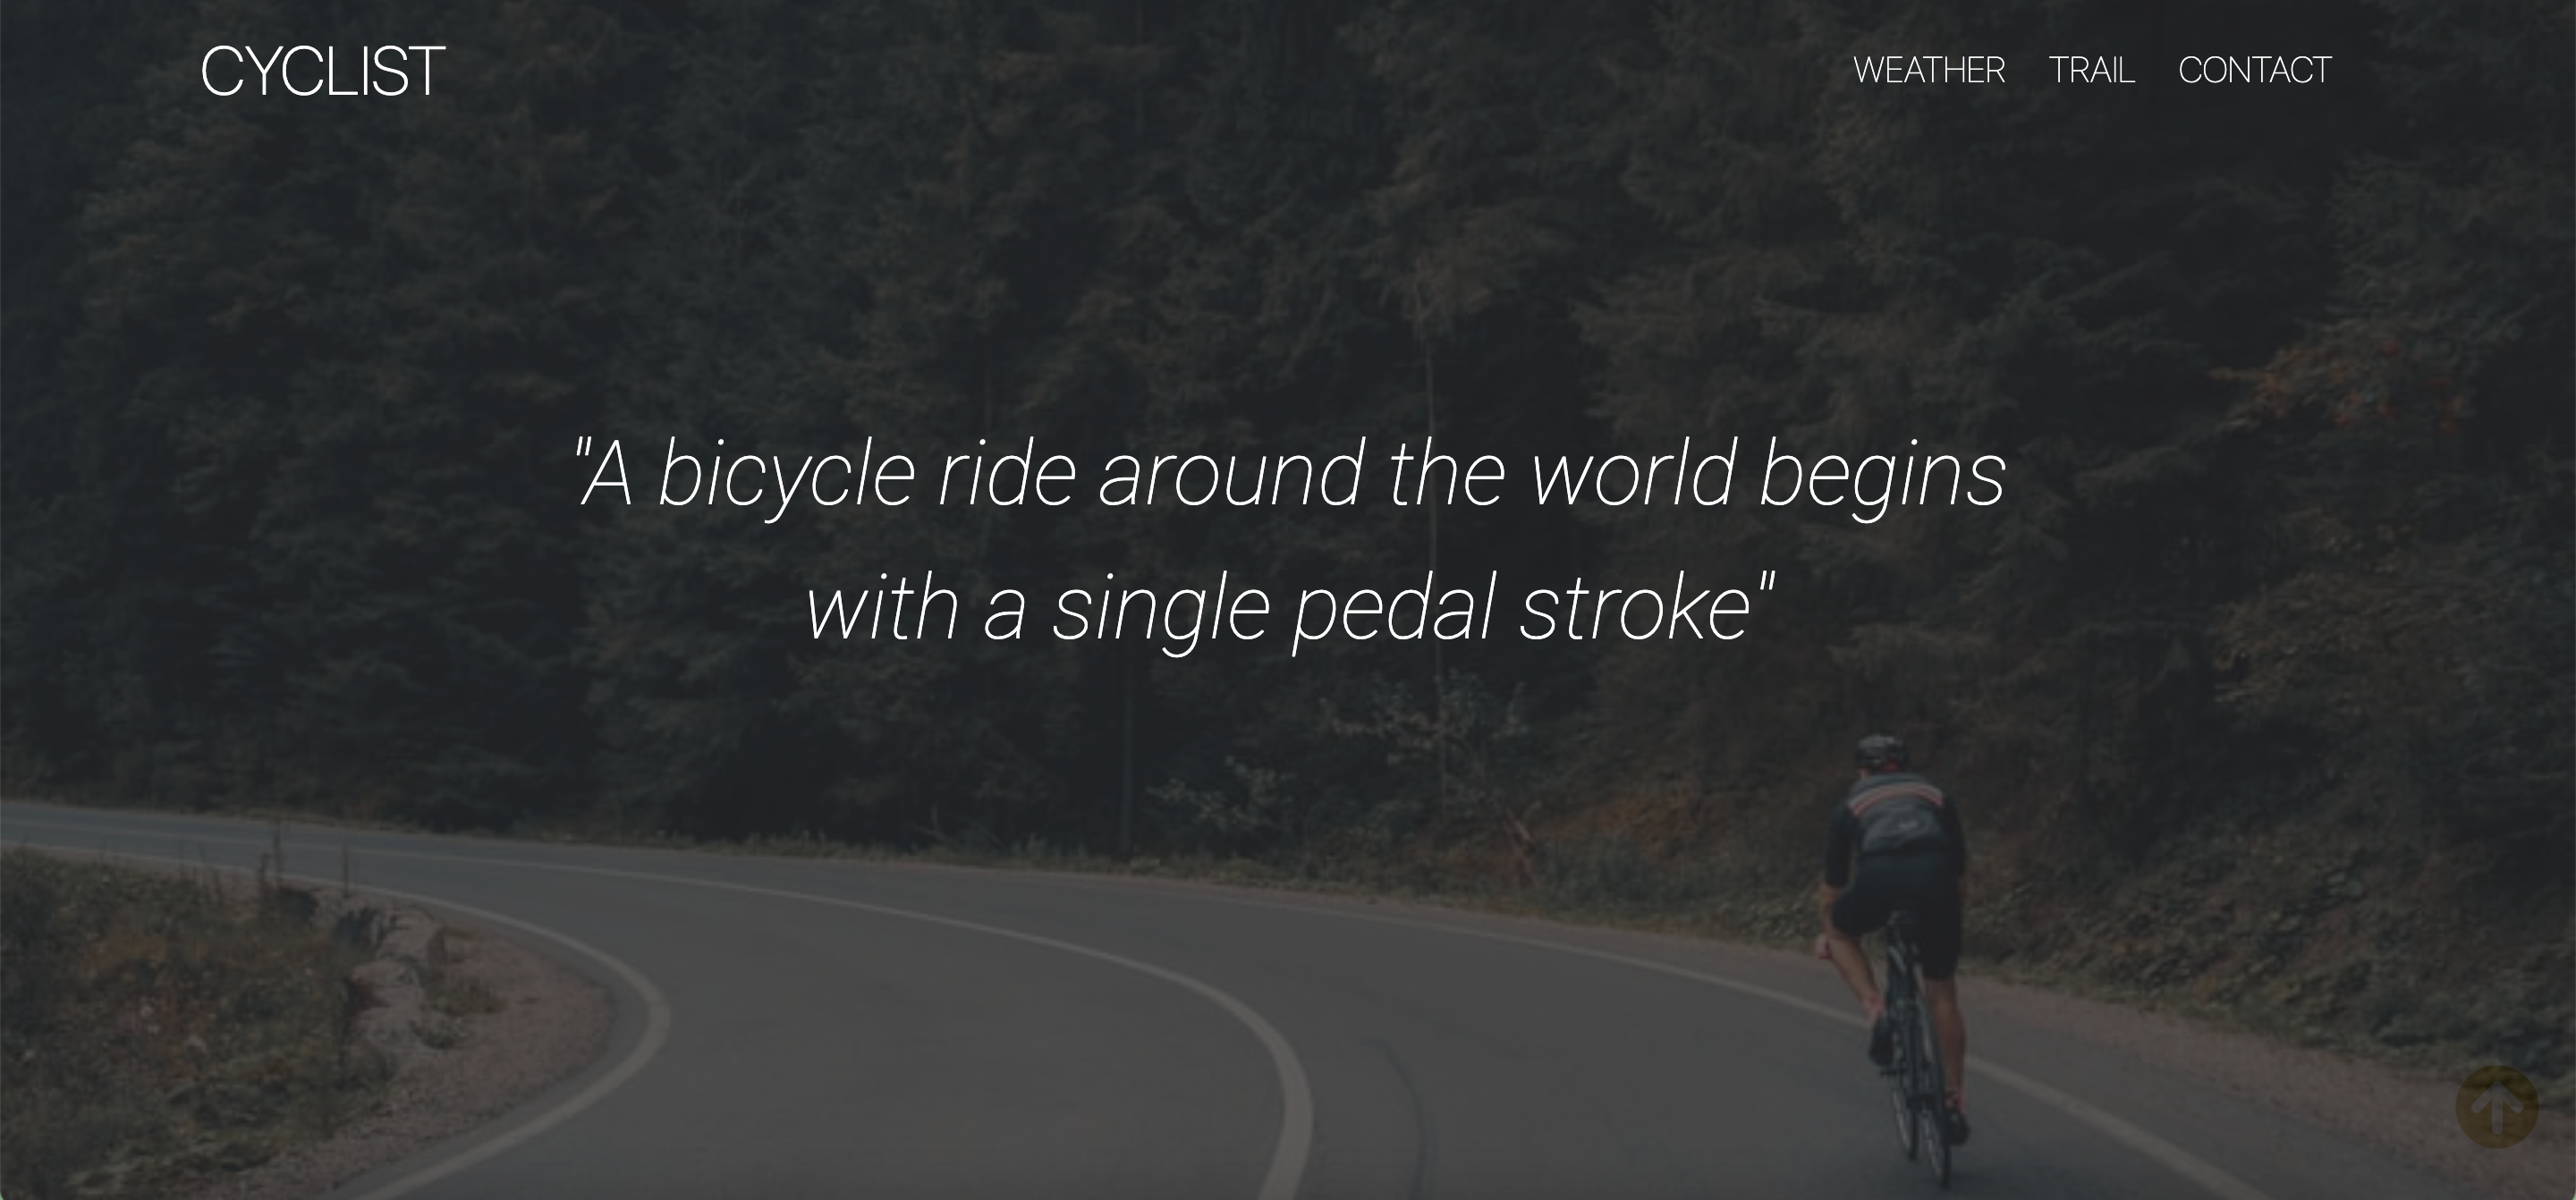 CYCLIST
WEATHER TRAIL CONTACT
"A bicycle ride around the world begins
with a single pedal stroke"